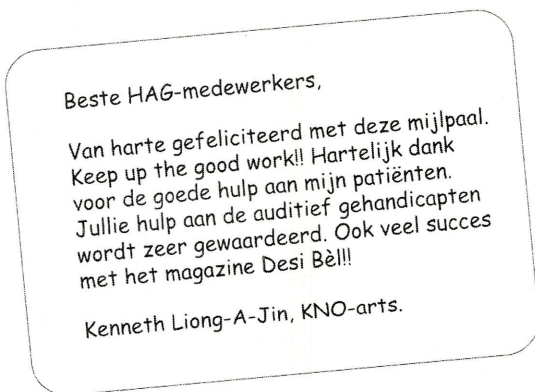 Beste HAG-medewerkers,
Van harte gefeliciteerd met deze mijlpaal.
Keep up the good work!! Hartelijk dank
voor de goede hulp aan mijn patiënten.
Jullie hulp aan de auditief gehandicapten
wordt zeer gewaardeerd. Ook veel succes
met het magazine Desi Bèl!!
Kenneth Liong-A-Jin, KNO-arts.